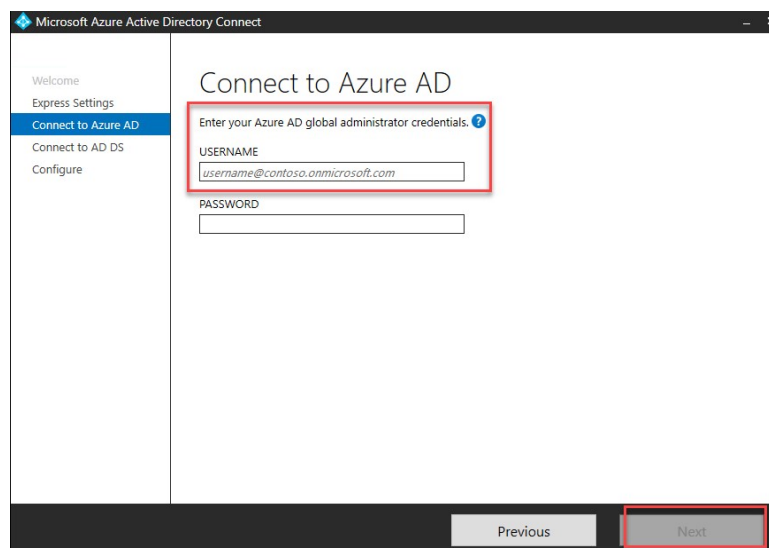 Microsoft Azure Active Directory Connect
Welcome
Express Settings
Connect to Azure AD
Connect to AD DS
Configure
Connect to Azure AD
Enter your Azure AD global administrator credentials. ?
USERNAME
username@contoso.onmicrosoft.com
PASSWORD
Previous
Next